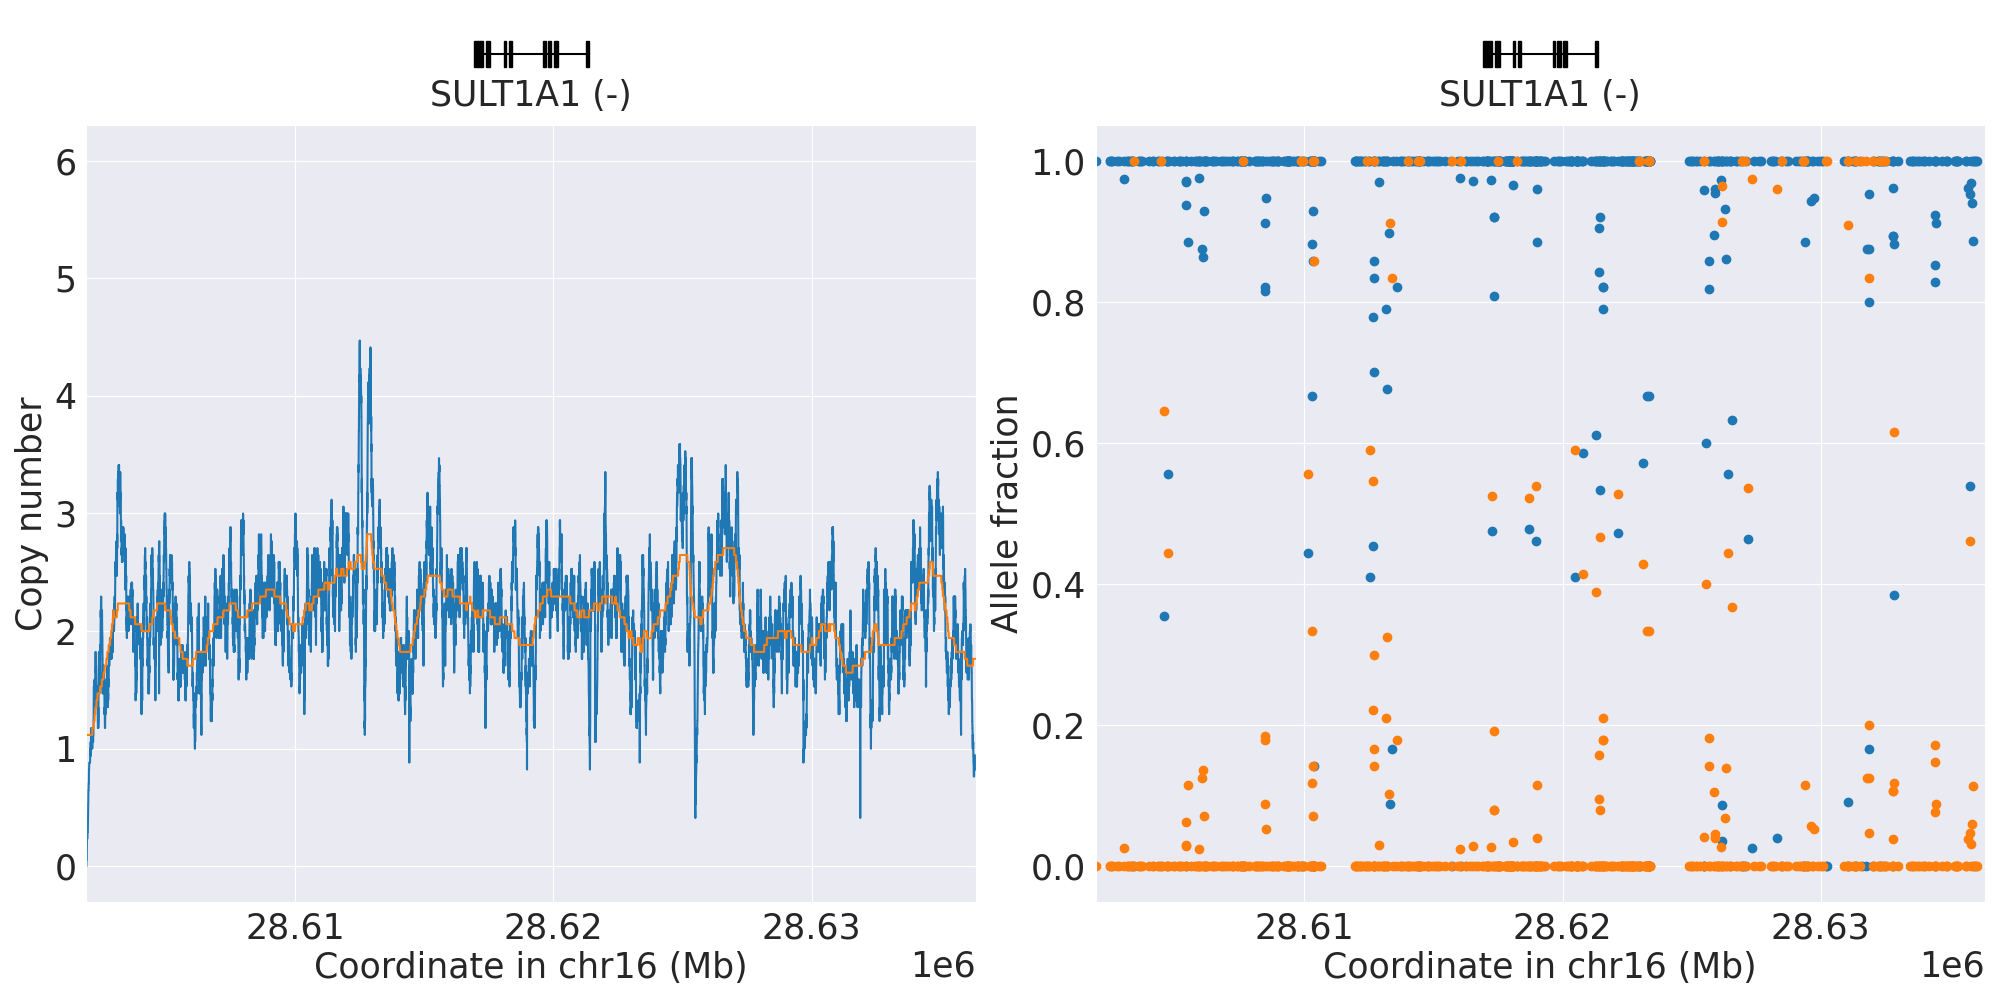 SULT1A1 (-)
6
5
4
3
2
1
0
Copy number
28.61
28.62
28.63
Coordinate in chr16 (Mb)
1e6
SULT1A1 (-)
1.0
0.8
0.6
0.4
0.2
0.0
Allele fraction
28.61
28.62
28.63
Coordinate in chr16 (Mb)
1e6